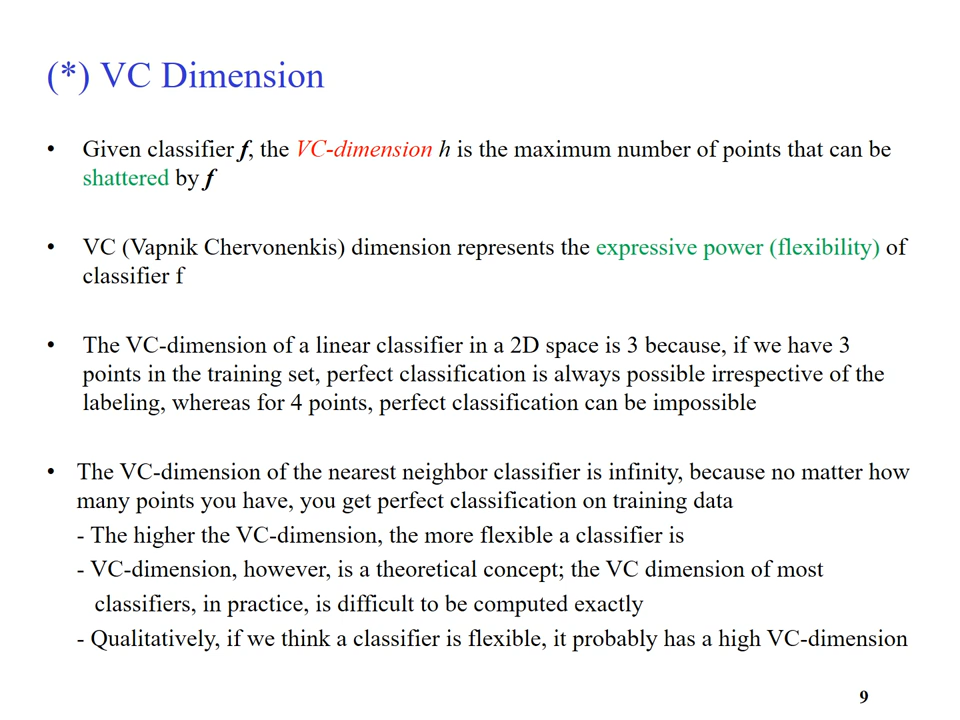 (*) VC Dimension
• Given classifier f, the VC-dimension h is the maximum number of points that can be
shattered by f
• VC (Vapnik Chervonenkis) dimension represents the expressive power (flexibility) of
classifier f
• The VC-dimension of a linear classifier in a 2D space is 3 because, if we have 3
points in the training set, perfect classification is always possible irrespective of the
labeling, whereas for 4 points, perfect classification can be impossible
• The VC-dimension of the nearest neighbor classifier is infinity, because no matter how
many points you have, you get perfect classification on training data
- The higher the VC-dimension, the more flexible a classifier is
- VC-dimension, however, is a theoretical concept; the VC dimension of most
classifiers, in practice, is difficult to be computed exactly
- Qualitatively, if we think a classifier is flexible, it probably has a high VC-dimension
9